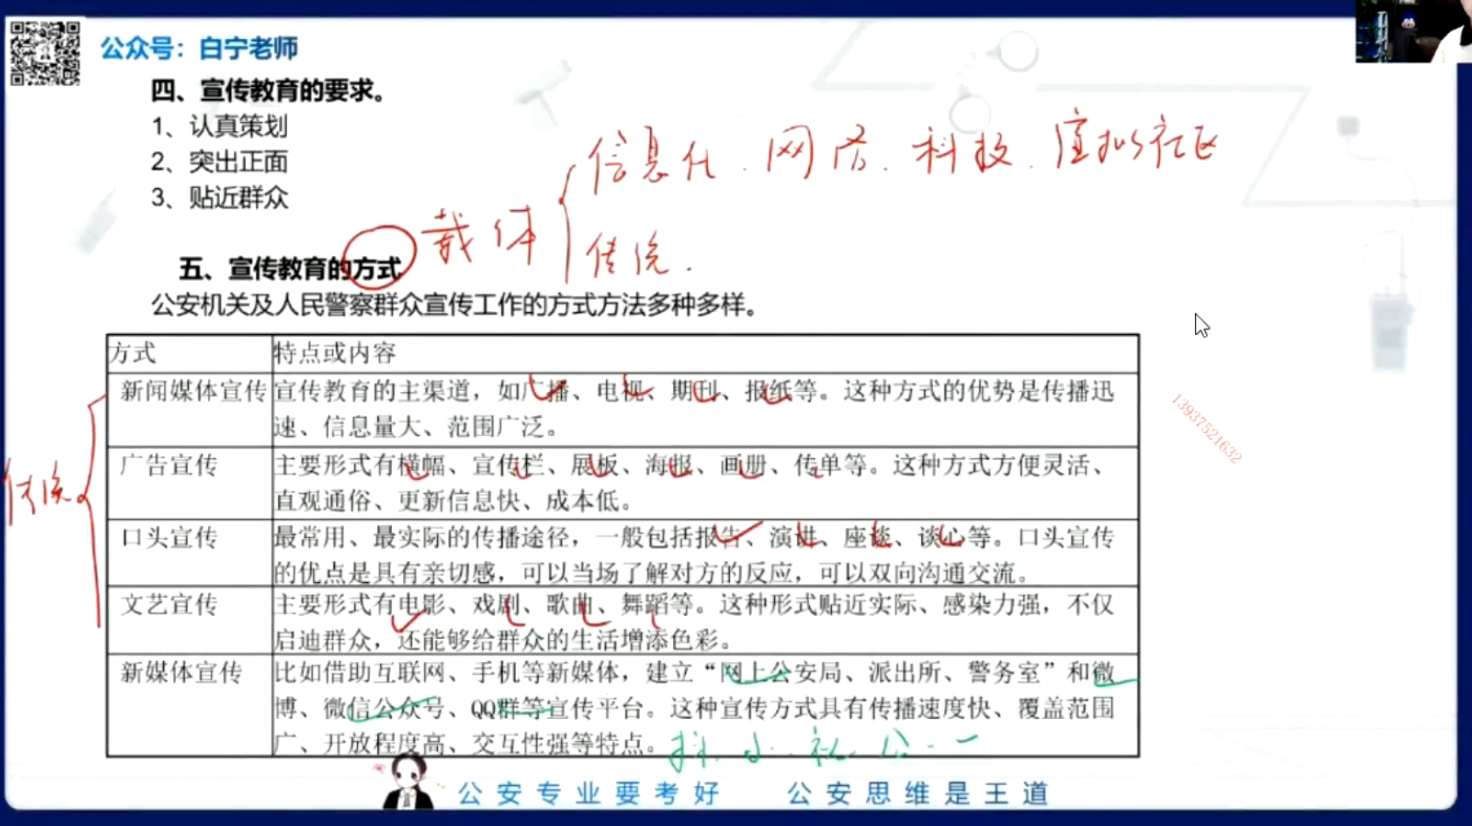 公众号：白宁老师
四、宣传教育的要求。
1、认真策划
2、突出正面
3、贴近群众
信息化．网络．科技．虚拟社区
载体
传统．
五、宣传教育的方式
公安机关及人民警察群众宣传工作的方式方法多种多样。
方式 特点或内容
新闻媒体宣传 宣传教育的主渠道，如广播、电视、期刊、报纸等。这种方式的优势是传播迅
速、信息量大、范围广泛。
广告宣传 主要形式有横幅、宣传栏、展板、海报、画册、传单等。这种方式方便灵活、
直观通俗、更新信息快、成本低。
传统
口头宣传 最常用、最实际的传播途径，一般包括报告、演讲、座谈、谈心等。口头宣传
的优点是具有亲切感，可以当场了解对方的反应，可以双向沟通交流。
文艺宣传 主要形式有电影、戏剧、歌曲、舞蹈等。这种形式贴近实际、感染力强，不仅
启迪群众，还能够给群众的生活增添色彩。
新媒体宣传 比如借助互联网、手机等新媒体，建立“网上公安局、派出所、警务室”和微
博、微信公众号、QQ群等宣传平台。这种宣传方式具有传播速度快、覆盖范围
广、开放程度高、交互性强等特点。
13937521632
公安专业要考好 公安思维是王道